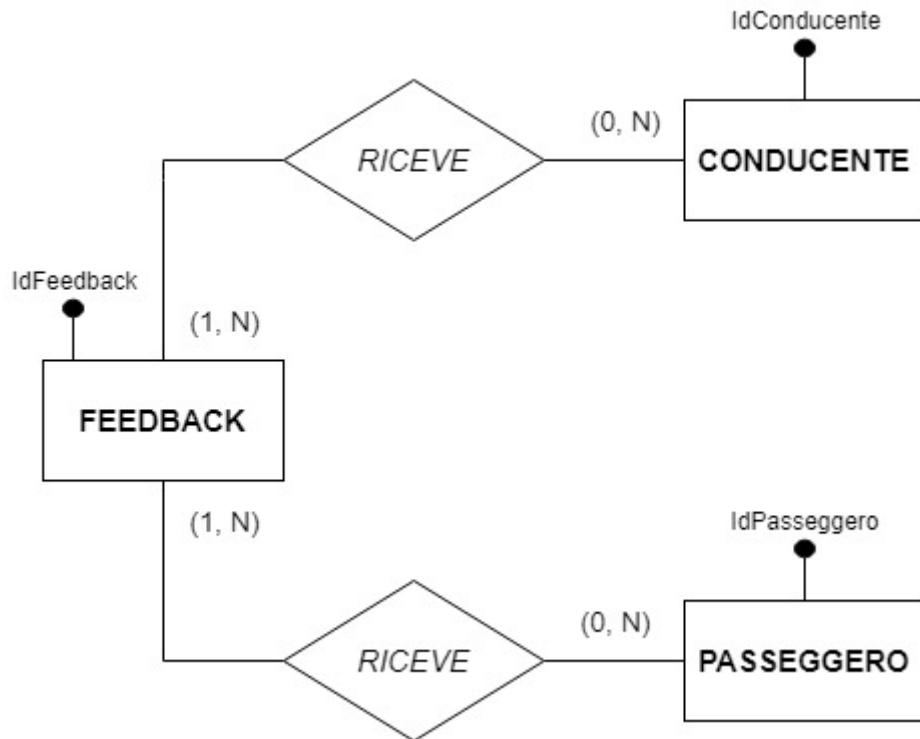 IdConducente
(0, N)
RICEVE
CONDUCENTE
IdFeedback
(1, N)
FEEDBACK
(1, N)
IdPasseggero
(0, N)
RICEVE
PASSEGGERO